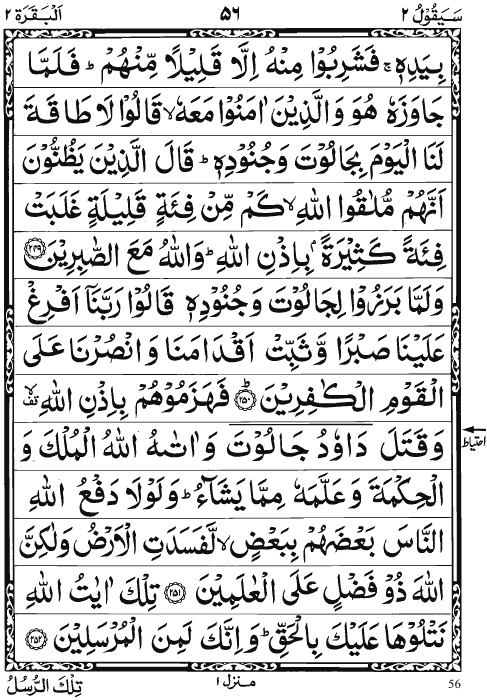 سَيَقُوْلُ ٢ ٥٦ اَلْبَقَرَة ٢
بِيَدِهٖ ۚ فَشَرِبُوْا مِنْهُ اِلَّا قَلِيْلًا مِّنْهُمْ ؕ فَلَمَّا
جَاوَزَهٗ هُوَ وَالَّذِيْنَ اٰمَنُوْا مَعَهٗ ۙ قَالُوْا لَا طَاقَةَ
لَنَا الْيَوْمَ بِجَالُوْتَ وَجُنُوْدِهٖ ؕ قَالَ الَّذِيْنَ يَظُنُّوْنَ
اَنَّهُمْ مُّلٰقُوا اللّٰهِ ۙ كَمْ مِّنْ فِئَةٍ قَلِيْلَةٍ غَلَبَتْ
فِئَةً كَثِيْرَةًۢ بِاِذْنِ اللّٰهِ ؕ وَاللّٰهُ مَعَ الصّٰبِرِيْنَ ﴿٢٤٩﴾
وَلَمَّا بَرَزُوْا لِجَالُوْتَ وَجُنُوْدِهٖ قَالُوْا رَبَّنَاۤ اَفْرِغْ
عَلَيْنَا صَبْرًا وَّثَبِّتْ اَقْدَامَنَا وَانْصُرْنَا عَلَى
الْقَوْمِ الْكٰفِرِيْنَ ؕ﴿٢٥٠﴾ فَهَزَمُوْهُمْ بِاِذْنِ اللّٰهِ ۙ قف
وَقَتَلَ دَاوٗدُ جَالُوْتَ وَاٰتٰىهُ اللّٰهُ الْمُلْكَ وَ
احتیاط
الْحِكْمَةَ وَعَلَّمَهٗ مِمَّا يَشَآءُ ؕ وَلَوْلَا دَفْعُ اللّٰهِ
النَّاسَ بَعْضَهُمْ بِبَعْضٍ ۙ لَّفَسَدَتِ الْاَرْضُ وَلٰكِنَّ
اللّٰهَ ذُوْ فَضْلٍ عَلَى الْعٰلَمِيْنَ ﴿٢٥١﴾ تِلْكَ اٰيٰتُ اللّٰهِ
نَتْلُوْهَا عَلَيْكَ بِالْحَقِّ ؕ وَاِنَّكَ لَمِنَ الْمُرْسَلِيْنَ ﴿٢٥٢﴾
56 منزل ١ تِلْكَ الرُّسُلُ